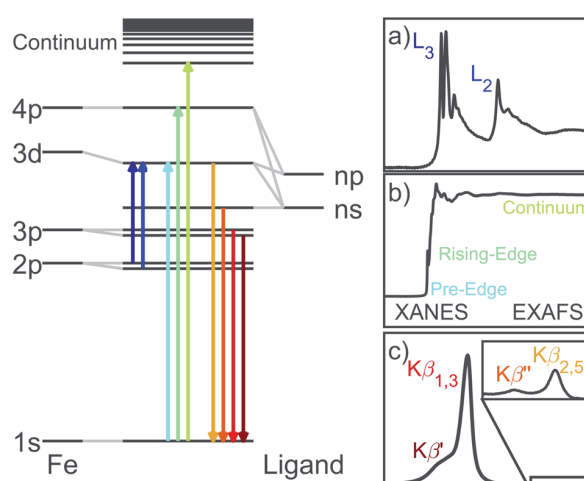 Continuum
4p
3d
3p
2p
1s
Fe
np
ns
Ligand
a)
L3
L2
b)
Continuum
Rising-Edge
Pre-Edge
XANES EXAFS
c)
Kβ1,3
Kβ'
Kβ''
Kβ2,5